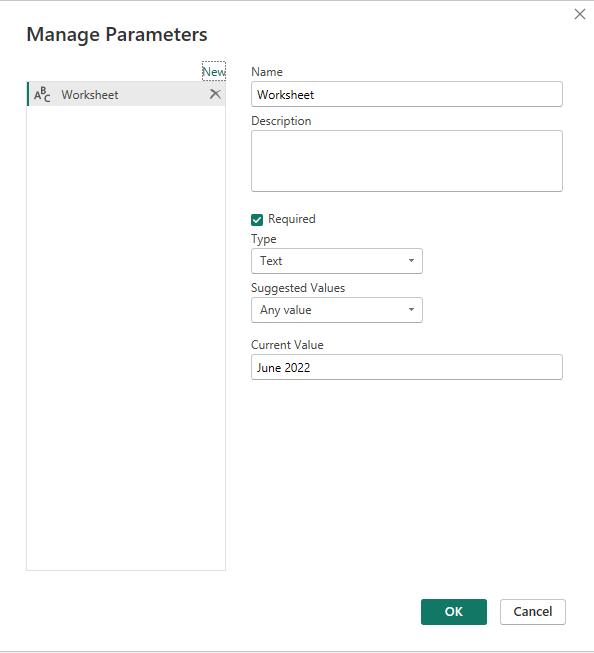 Manage Parameters
New
ABC Worksheet
Name
Worksheet
Description
Required
Type
Text
Suggested Values
Any value
Current Value
June 2022
OK
Cancel